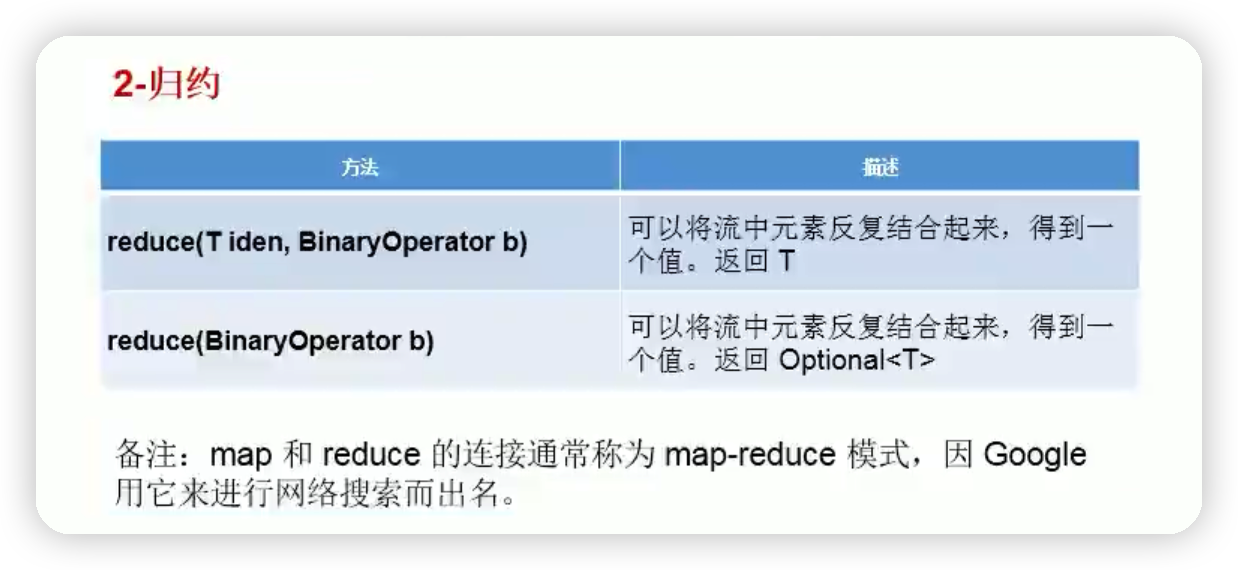 2-归约
方法 描述
reduce(T iden, BinaryOperator b)
可以将流中元素反复结合起来，得到一
个值。返回 T
reduce(BinaryOperator b)
可以将流中元素反复结合起来，得到一
个值。返回 Optional<T>
备注：map 和 reduce 的连接通常称为 map-reduce 模式，因 Google
用它来进行网络搜索而出名。